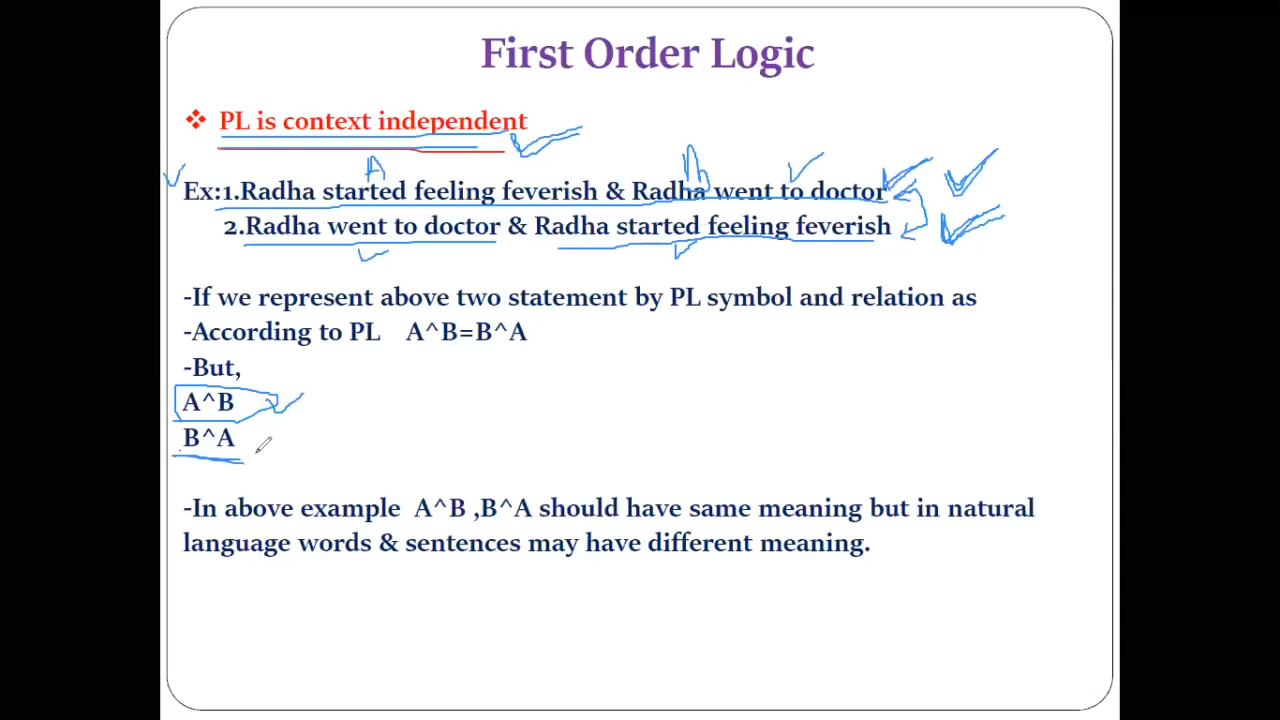 First Order Logic
❖ PL is context independent
A B
Ex:1.Radha started feeling feverish & Radha went to doctor
2.Radha went to doctor & Radha started feeling feverish
-If we represent above two statement by PL symbol and relation as
-According to PL A^B=B^A
-But,
A^B
B^A
-In above example A^B ,B^A should have same meaning but in natural
language words & sentences may have different meaning.